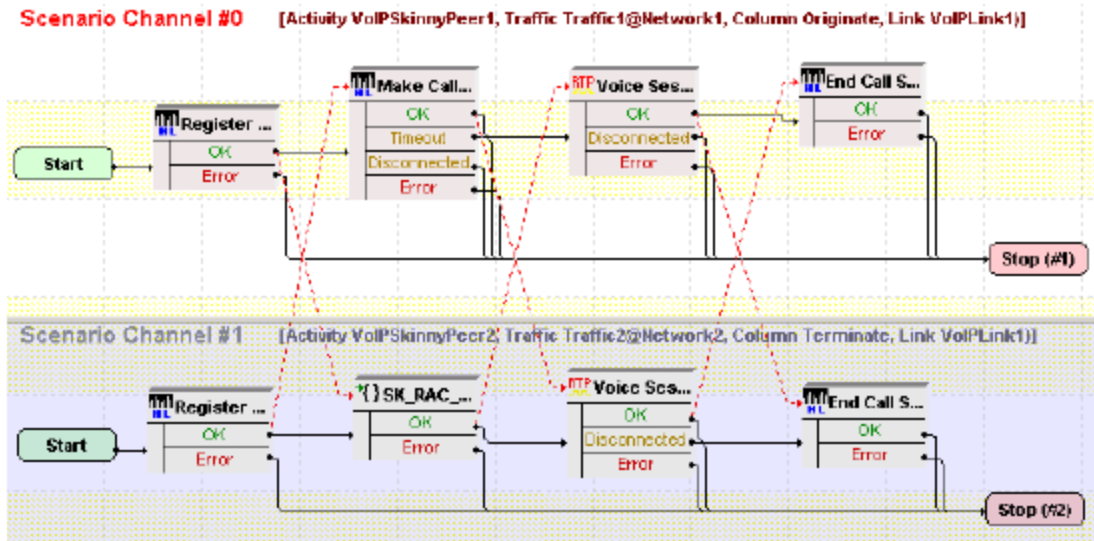 Scenario Channel #0 [Activity VoIPSkinnyPeer1, Traffic Traffic1@Network1, Column Originate, Link VoIPLink1)]
Start
Register ...
OK
Error
Make Call...
OK
Timeout
Disconnected
Error
RTP Voice Ses...
OK
Disconnected
Error
End Call S...
OK
Error
Stop (#1)
Scenario Channel #1 [Activity VoIPSkinnyPeer2, Traffic Traffic2@Network2, Column Terminate, Link VoIPLink1)]
Start
Register ...
OK
Error
{}SK_RAC_...
OK
Error
RTP Voice Ses...
OK
Disconnected
Error
End Call S...
OK
Error
Stop (#2)